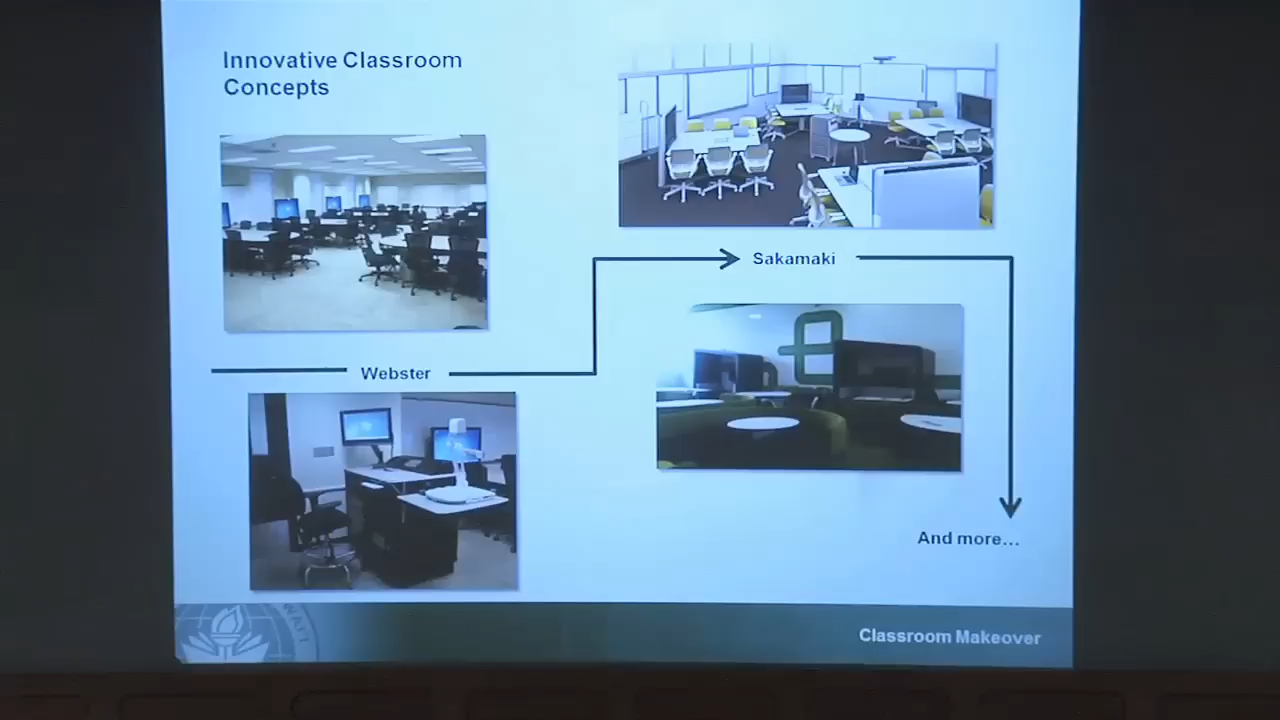 Innovative Classroom
Concepts
Sakamaki
Webster
And more...
Classroom Makeover